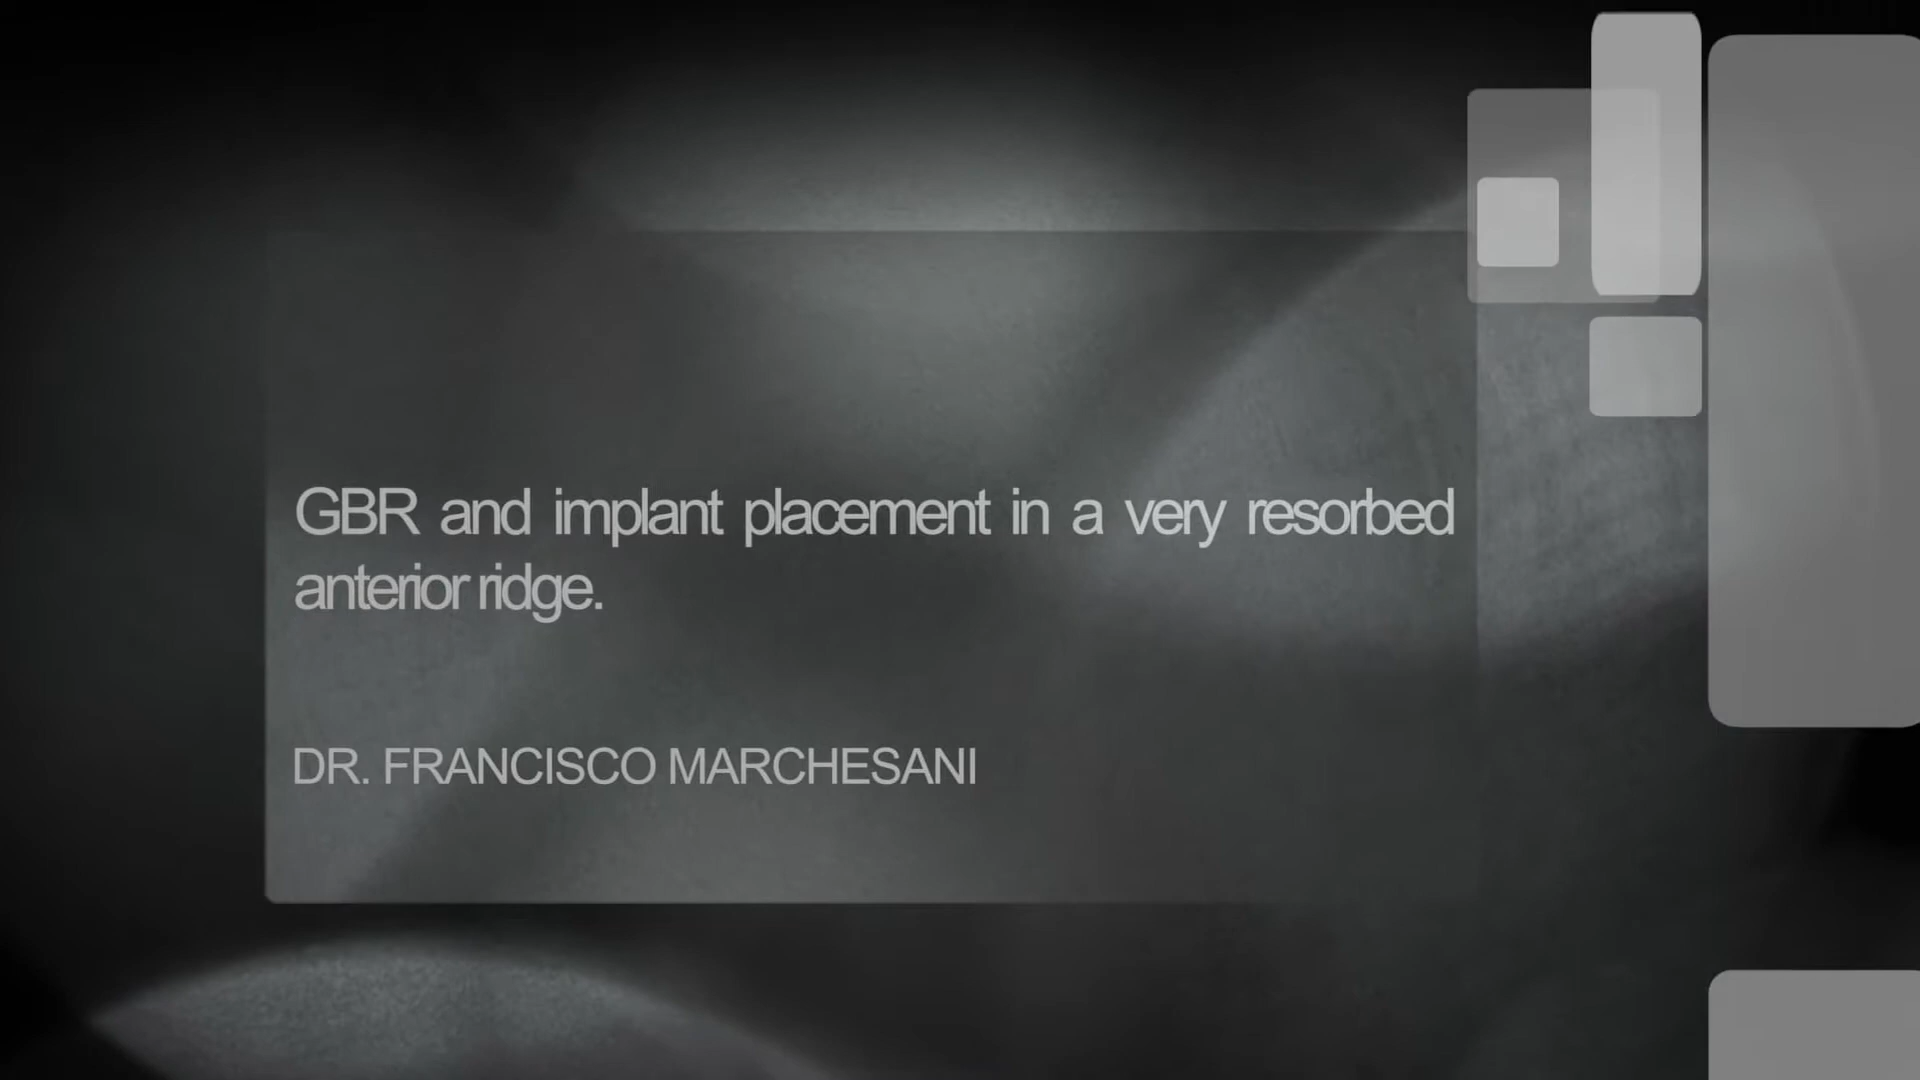 GBR and implant placement in a very resorbed
anterior ridge.
DR. FRANCISCO MARCHESANI